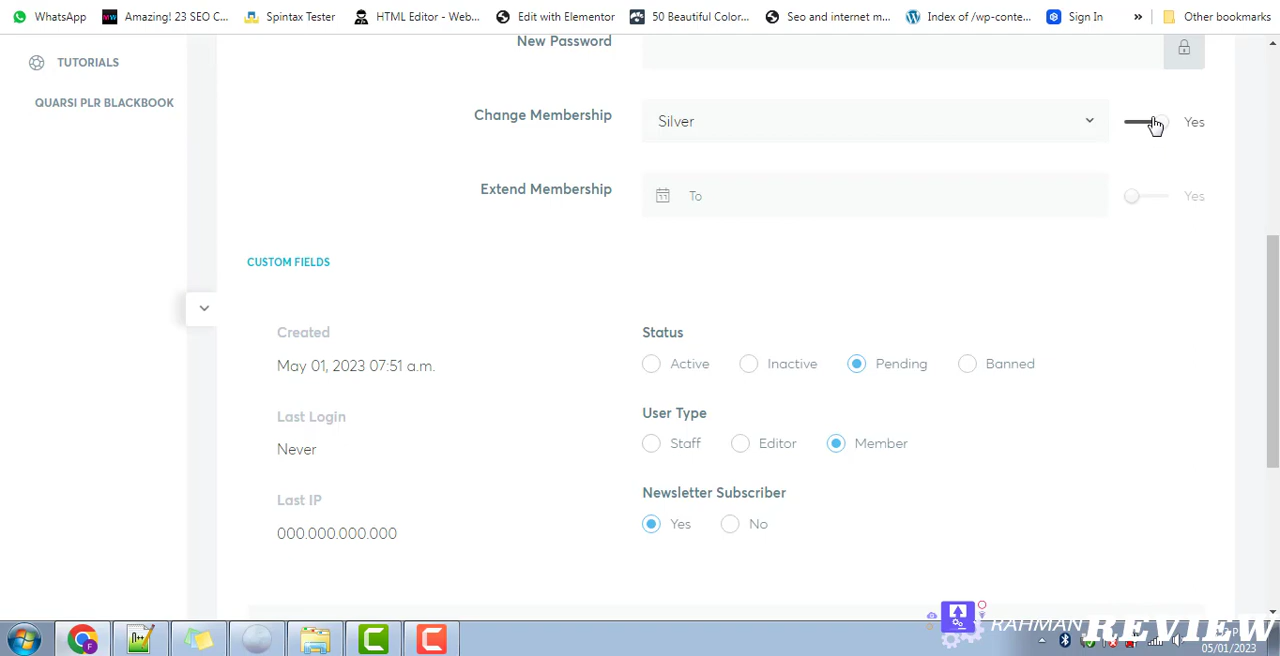 WhatsApp Amazing! 23 SEO C... Spintax Tester HTML Editor - Web... Edit with Elementor 50 Beautiful Color... Seo and internet m... Index of /wp-conte... Sign In » Other bookmarks
New Password
TUTORIALS
QUARSI PLR BLACKBOOK
Change Membership Silver Yes
Extend Membership To Yes
CUSTOM FIELDS
Created Status
May 01, 2023 07:51 a.m. Active Inactive Pending Banned
Last Login User Type
Never Staff Editor Member
Last IP Newsletter Subscriber
000.000.000.000 Yes No
RAHMAN REVIEW
05/01/2023